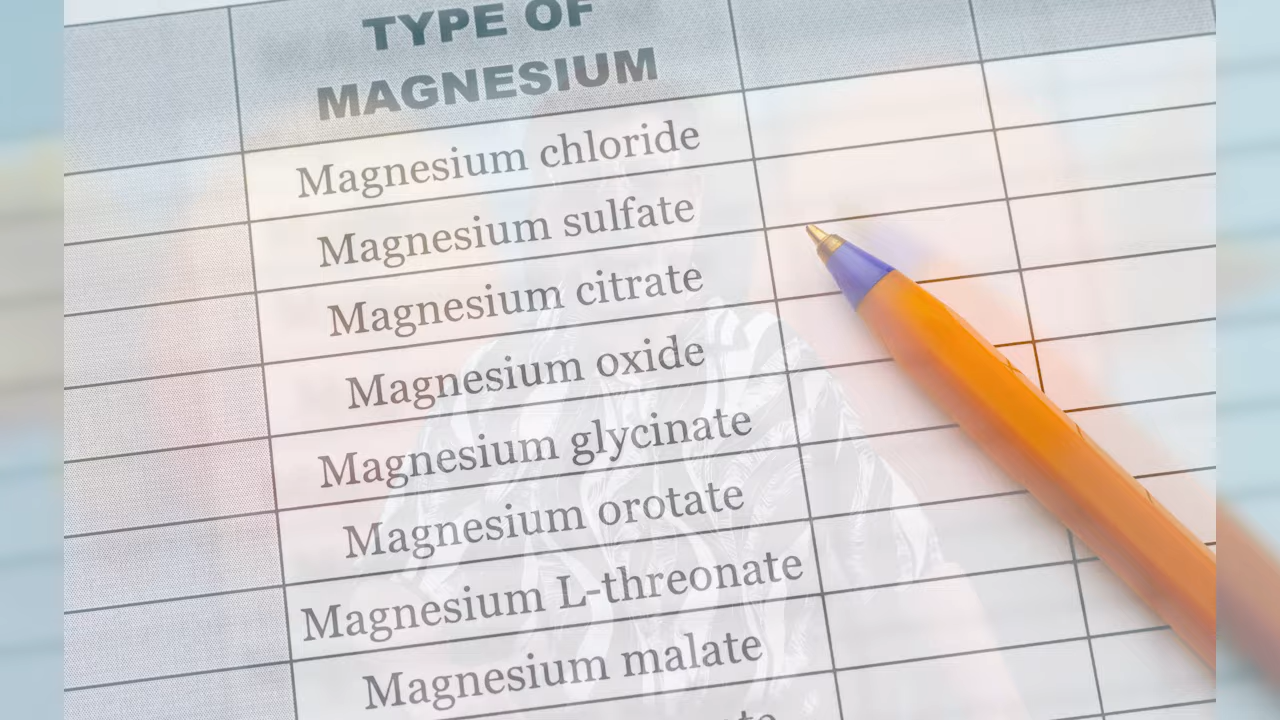 TYPE OF
MAGNESIUM
Magnesium chloride
Magnesium sulfate
Magnesium citrate
Magnesium oxide
Magnesium glycinate
Magnesium orotate
Magnesium L-threonate
Magnesium malate